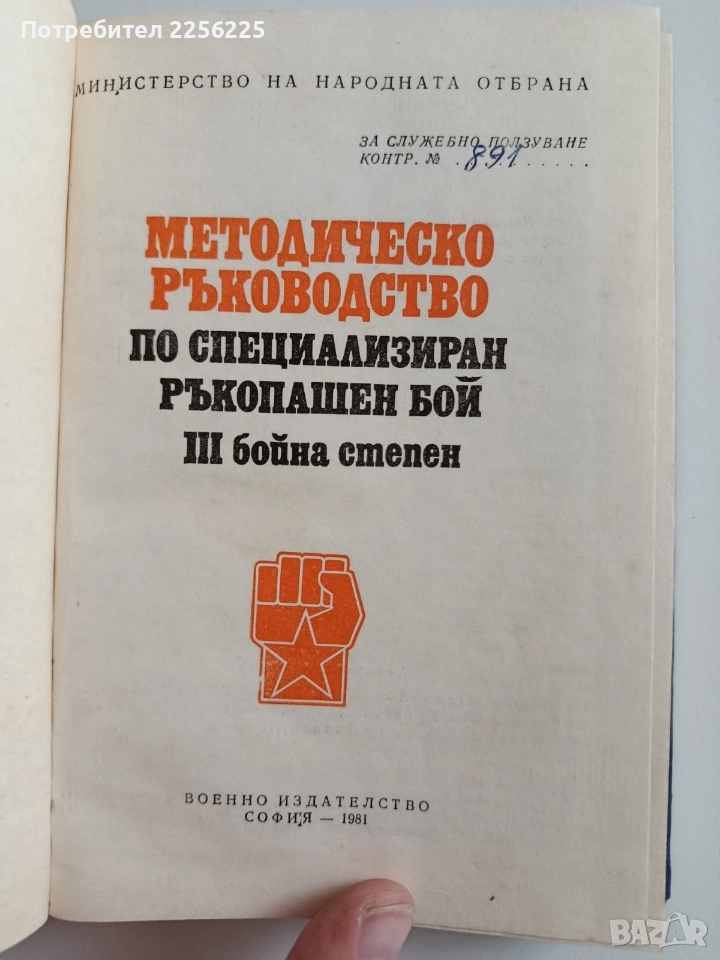 Потребител 2256225
МИНИСТЕРСТВО НА НАРОДНАТА ОТБРАНА
ЗА СЛУЖЕБНО ПОЛЗУВАНЕ
КОНТР. № . 891 . . . . .
МЕТОДИЧЕСКО
РЪКОВОДСТВО
ПО СПЕЦИАЛИЗИРАН
РЪКОПАШЕН БОЙ
III бойна степен
ВОЕННО ИЗДАТЕЛСТВО
СОФИЯ — 1981
BAZAR